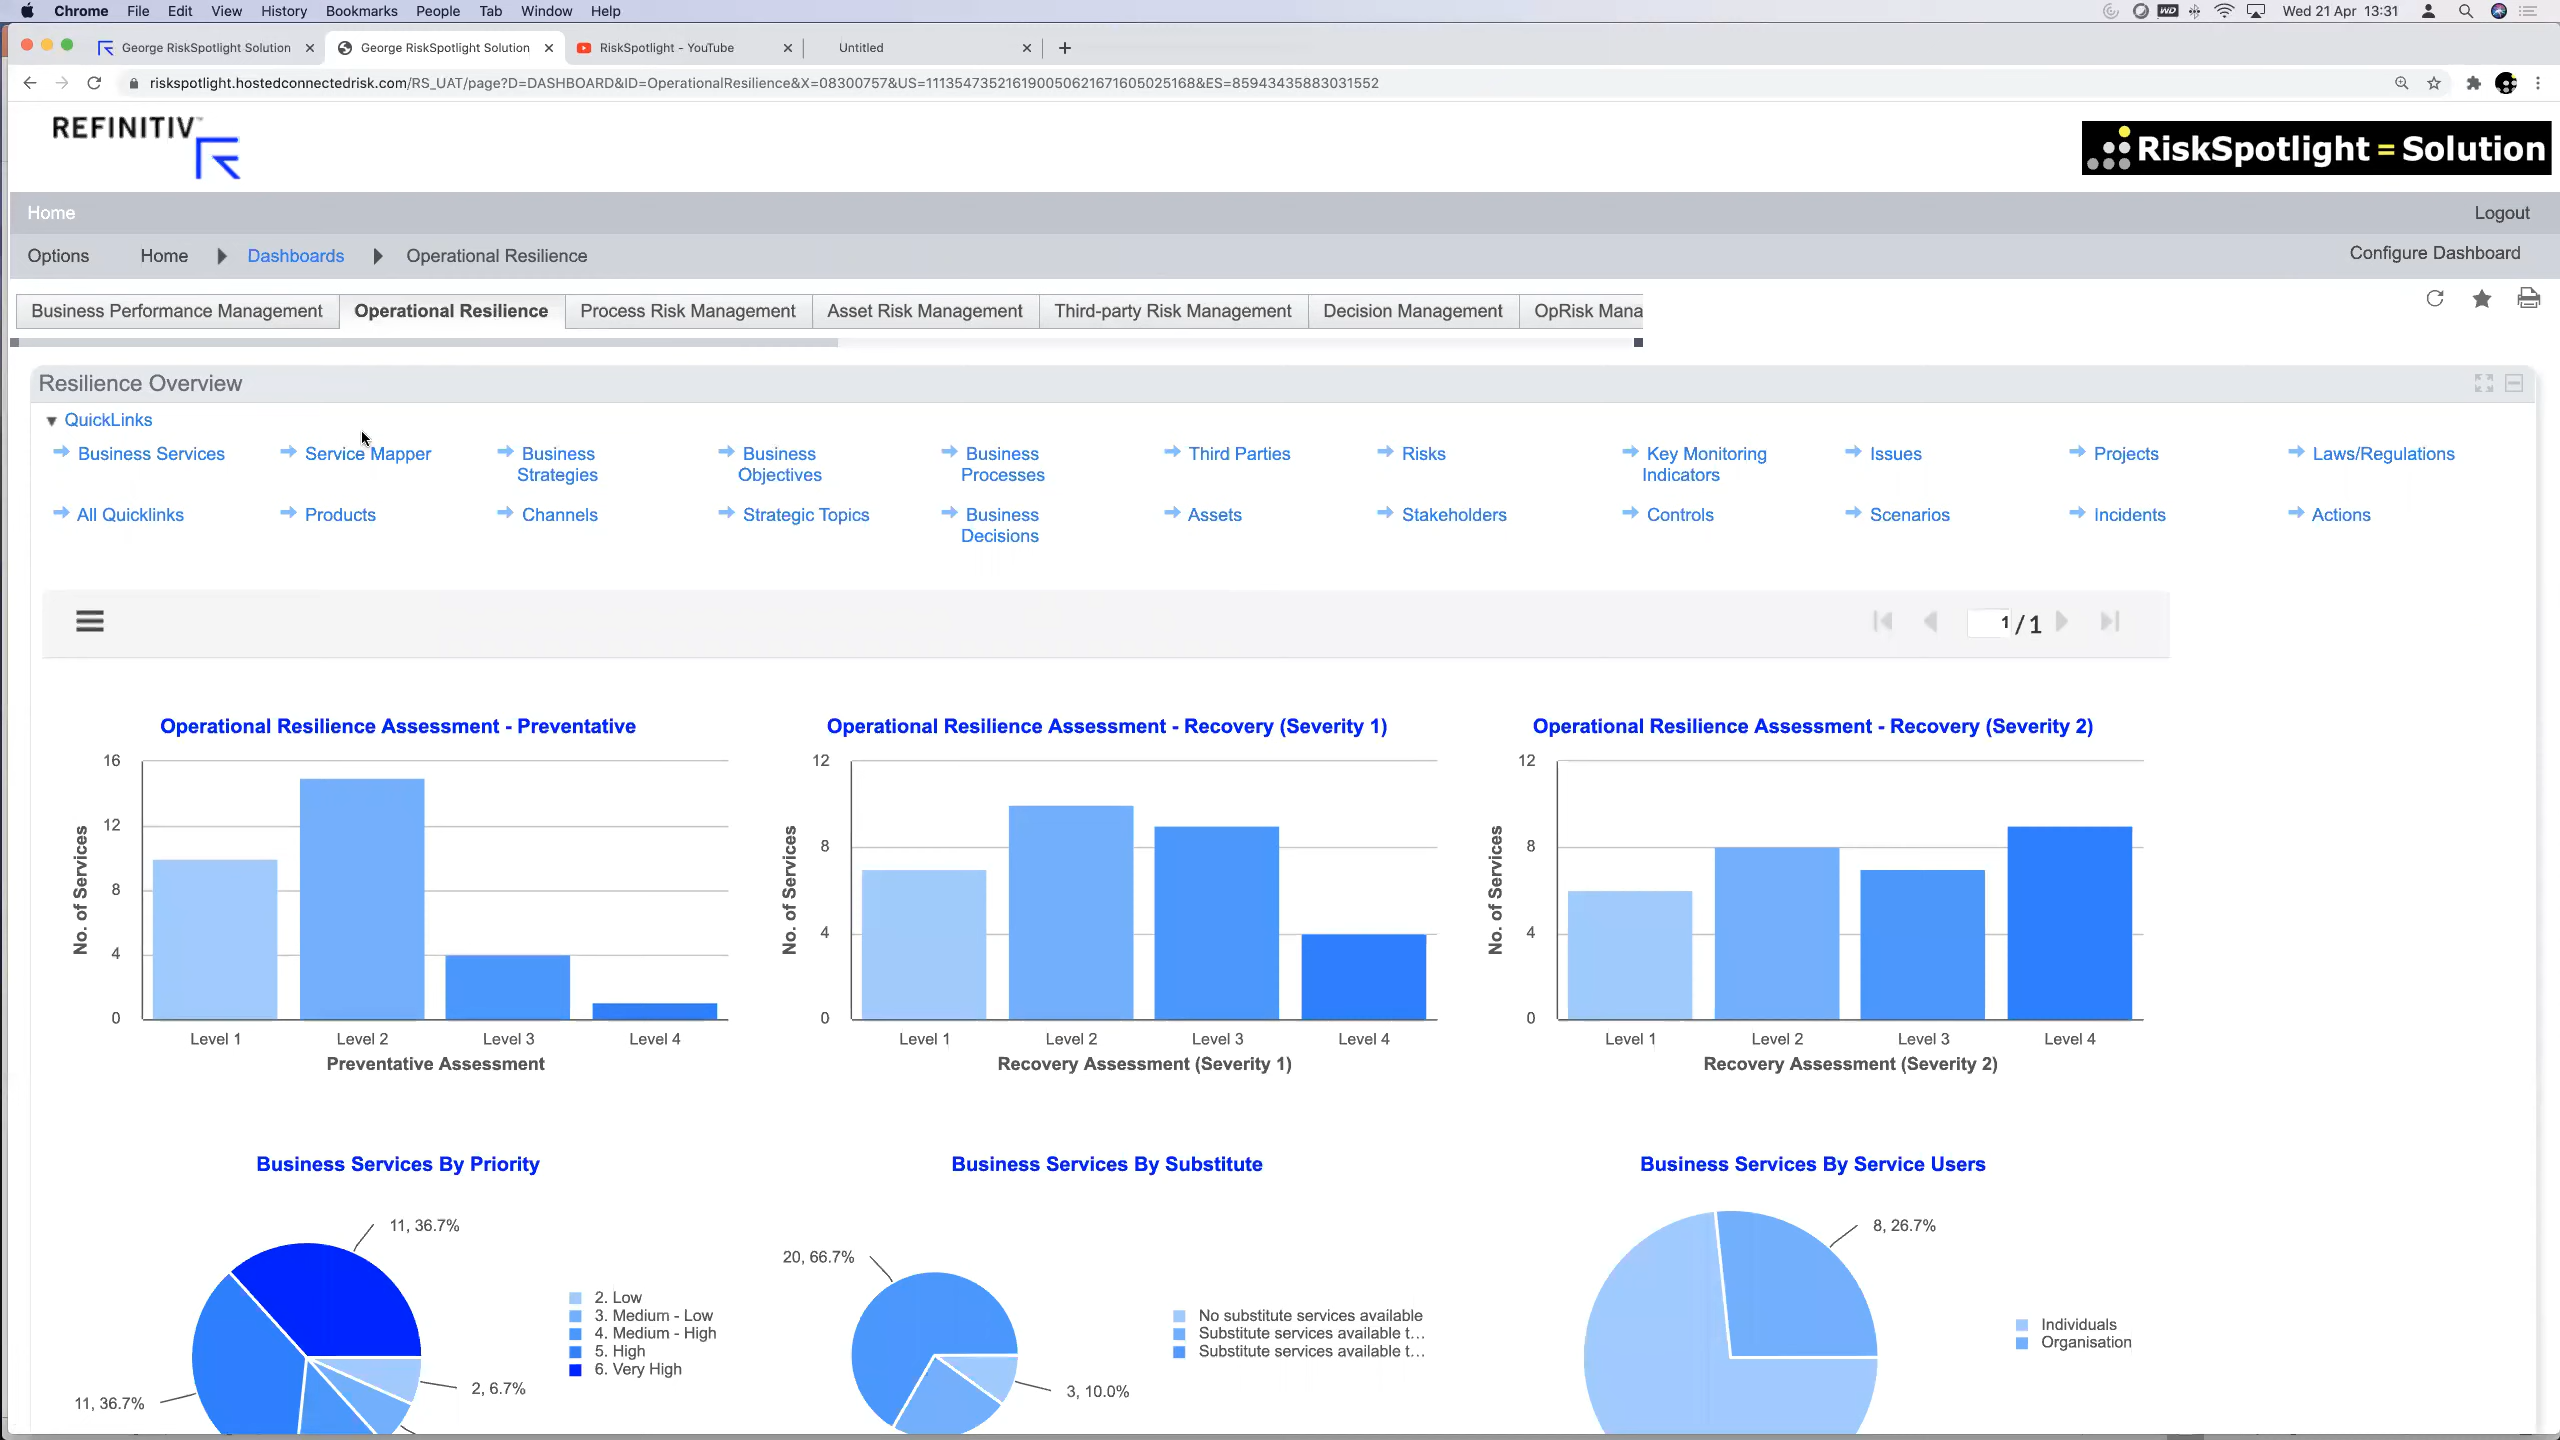 Chrome File Edit View History Bookmarks People Tab Window Help
WD
Wed 21 Apr 13:31
George RiskSpotlight Solution
George RiskSpotlight Solution
RiskSpotlight - YouTube
Untitled
riskspotlight.hostedconnectedrisk.com/RS_UAT/page?D=DASHBOARD&ID=OperationalResilience&X=08300757&US=111354735216190050621671605025168&ES=85943435883031552
REFINITIV™
RiskSpotlight = Solution
Home
Logout
Options
Home
Dashboards
Operational Resilience
Configure Dashboard
Business Performance Management
Operational Resilience
Process Risk Management
Asset Risk Management
Third-party Risk Management
Decision Management
OpRisk Mana
Resilience Overview
QuickLinks
Business Services
Service Mapper
Business
Strategies
Business
Objectives
Business
Processes
Third Parties
Risks
Key Monitoring
Indicators
Issues
Projects
Laws/Regulations
All Quicklinks
Products
Channels
Strategic Topics
Business
Decisions
Assets
Stakeholders
Controls
Scenarios
Incidents
Actions
1 / 1
Operational Resilience Assessment - Preventative
16
12
8
4
0
No. of Services
Level 1
Level 2
Level 3
Level 4
Preventative Assessment
Operational Resilience Assessment - Recovery (Severity 1)
12
8
4
0
No. of Services
Level 1
Level 2
Level 3
Level 4
Recovery Assessment (Severity 1)
Operational Resilience Assessment - Recovery (Severity 2)
12
8
4
0
No. of Services
Level 1
Level 2
Level 3
Level 4
Recovery Assessment (Severity 2)
Business Services By Priority
11, 36.7%
11, 36.7%
2, 6.7%
2. Low
3. Medium - Low
4. Medium - High
5. High
6. Very High
Business Services By Substitute
20, 66.7%
3, 10.0%
No substitute services available
Substitute services available t...
Substitute services available t...
Business Services By Service Users
8, 26.7%
Individuals
Organisation